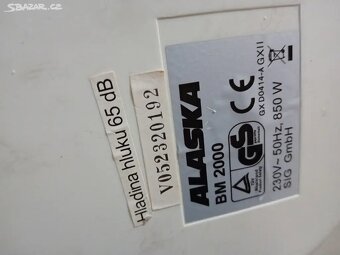 SBAZAR.CZ
Hladina hluku 65 dB
V052320192
ALASKA
BM 2000
GS CE
GX D0414-A GXII
230V~ 50Hz, 850 W
SIG GmbH